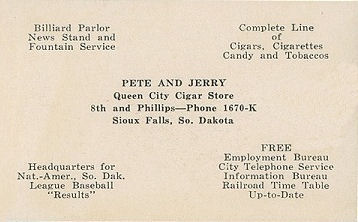 Billiard Parlor
News Stand and
Fountain Service
Complete Line
of
Cigars, Cigarettes
Candy and Tobaccos
PETE AND JERRY
Queen City Cigar Store
8th and Phillips—Phone 1670-K
Sioux Falls, So. Dakota
Headquarters for
Nat.-Amer., So. Dak.
League Baseball
"Results"
FREE
Employment Bureau
City Telephone Service
Information Bureau
Railroad Time Table
Up-to-Date